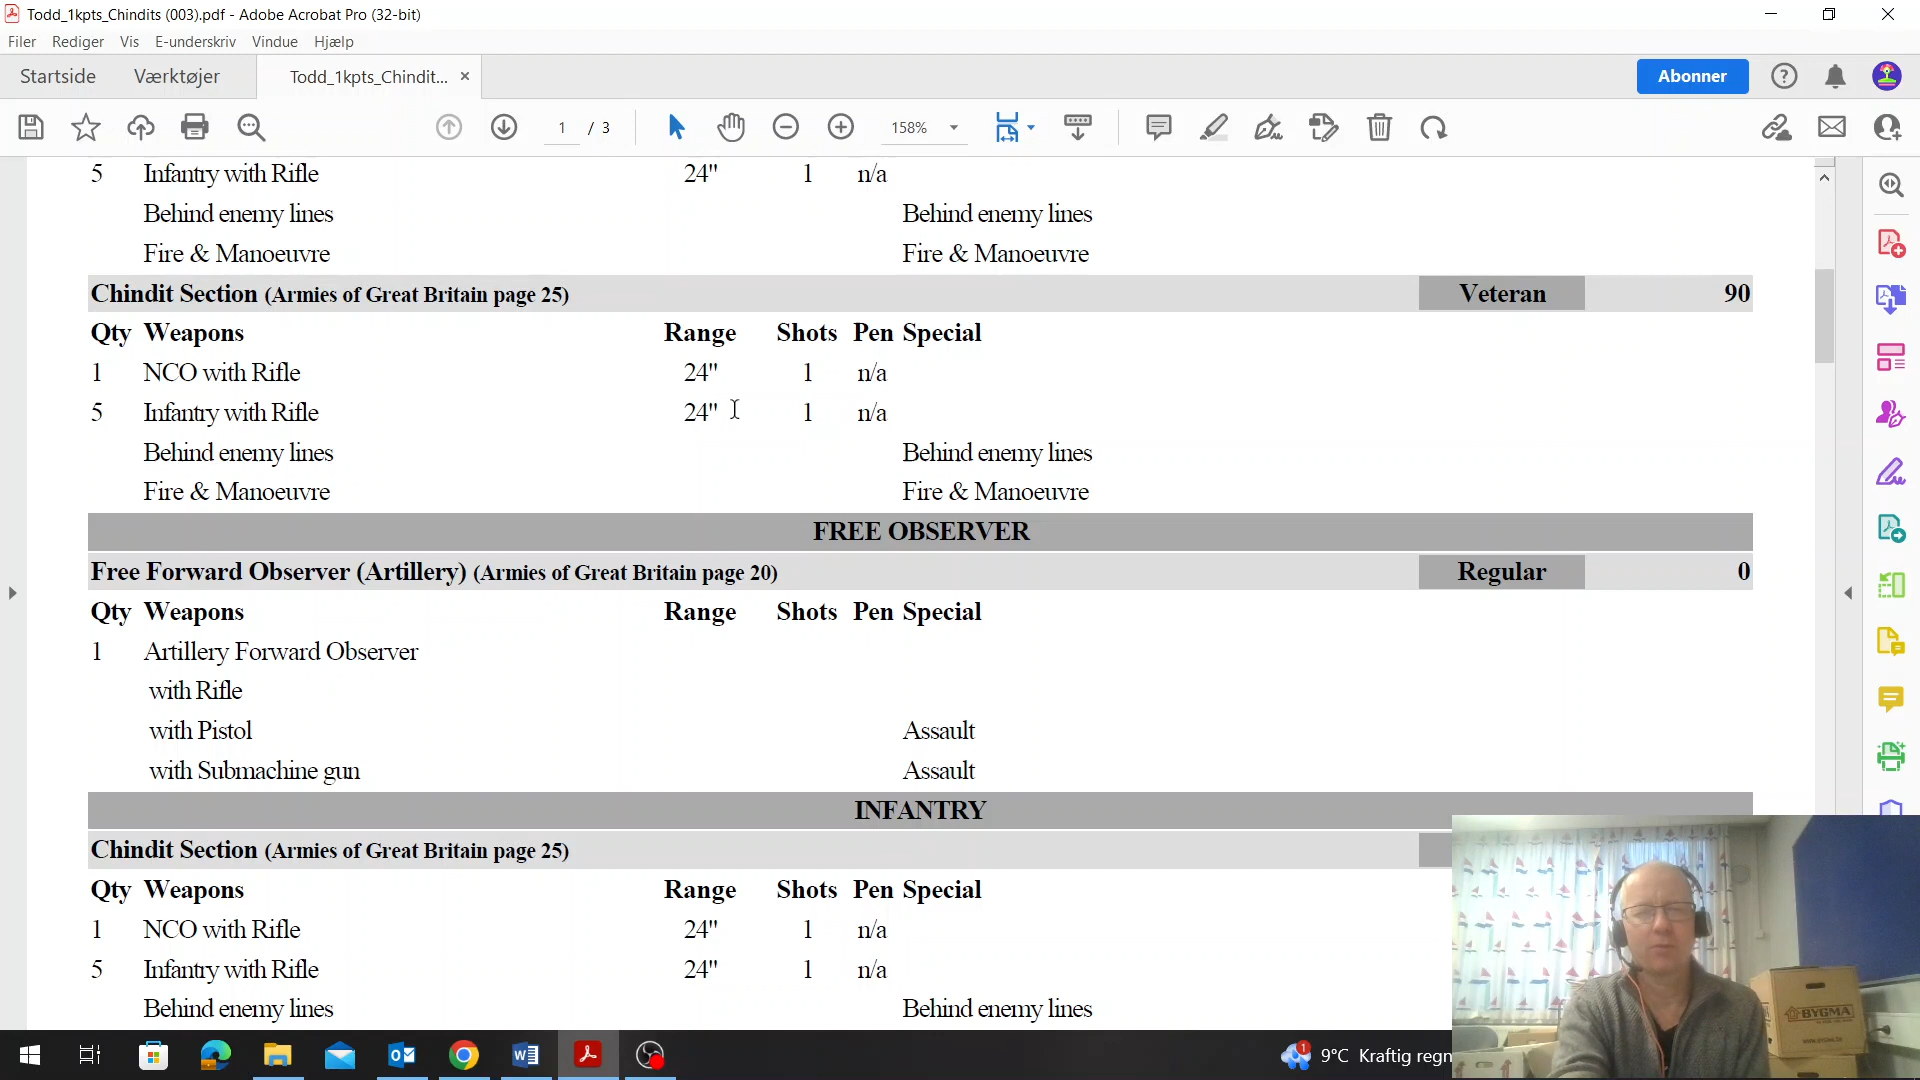 Todd_1kpts_Chindits (003).pdf - Adobe Acrobat Pro (32-bit)
Filer Rediger Vis E-underskriv Vindue Hjælp
Startside Værktøjer Todd_1kpts_Chindit... × Abonner
1 / 3 158%
5 Infantry with Rifle 24" 1 n/a
Behind enemy lines Behind enemy lines
Fire & Manoeuvre Fire & Manoeuvre
Chindit Section (Armies of Great Britain page 25) Veteran 90
Qty Weapons Range Shots Pen Special
1 NCO with Rifle 24" 1 n/a
5 Infantry with Rifle 24" 1 n/a
Behind enemy lines Behind enemy lines
Fire & Manoeuvre Fire & Manoeuvre
FREE OBSERVER
Free Forward Observer (Artillery) (Armies of Great Britain page 20) Regular 0
Qty Weapons Range Shots Pen Special
1 Artillery Forward Observer
with Rifle
with Pistol Assault
with Submachine gun Assault
INFANTRY
Chindit Section (Armies of Great Britain page 25)
Qty Weapons Range Shots Pen Special
1 NCO with Rifle 24" 1 n/a
5 Infantry with Rifle 24" 1 n/a
Behind enemy lines Behind enemy lines
BYGMA
1 9°C Kraftig regn